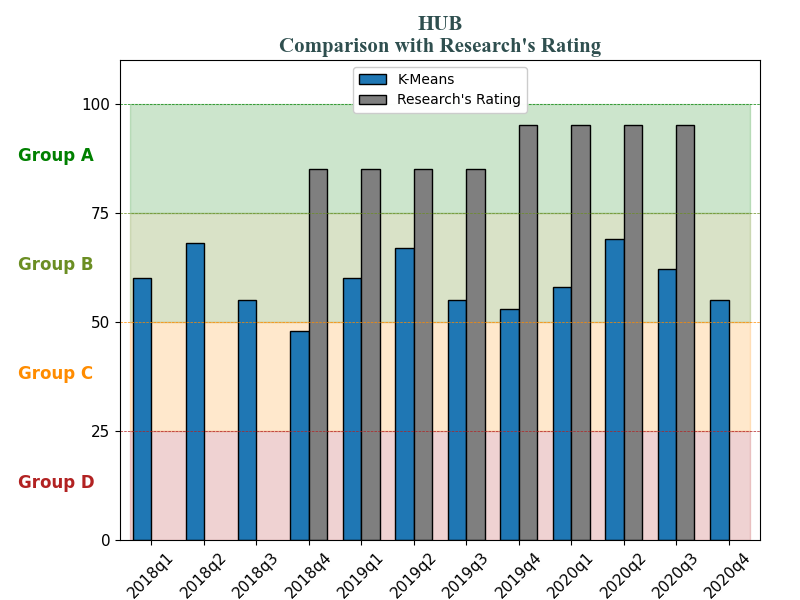 HUB
Comparison with Research's Rating
K-Means
Research's Rating
100
Group A
75
Group B
50
Group C
25
Group D
0
2018q1
2018q2
2018q3
2018q4
2019q1
2019q2
2019q3
2019q4
2020q1
2020q2
2020q3
2020q4